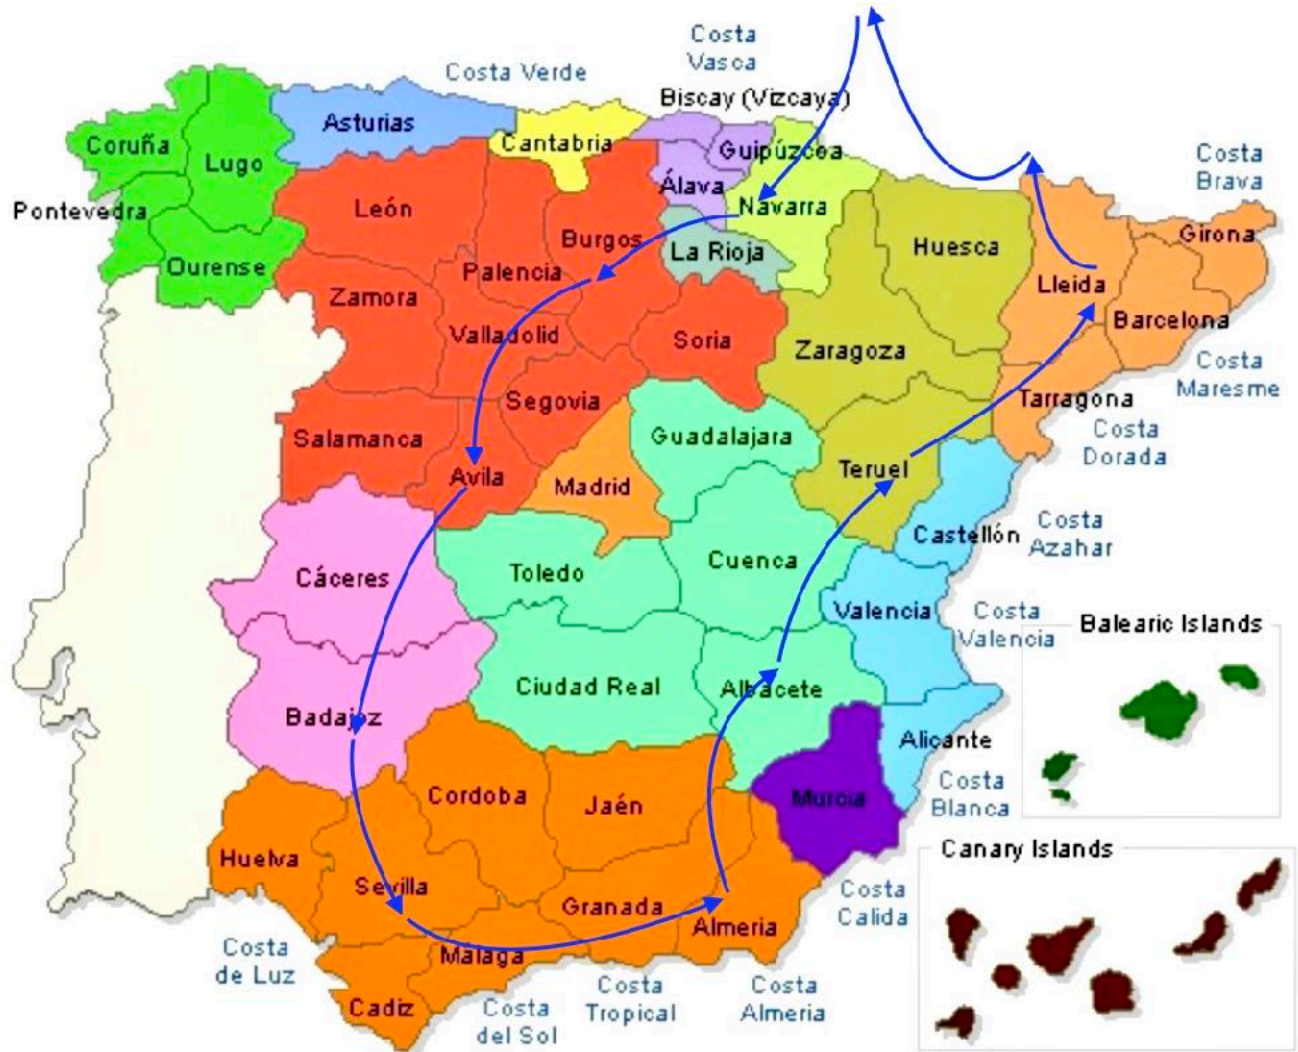 Costa
Vasca
Costa Verde
Biscay (Vizcaya)
Asturias
Cantabria
Guipúzcoa
Coruña
Lugo
Costa
Brava
Álava
Pontevedra
León
Navarra
Burgos
La Rioja
Huesca
Girona
Ourense
Palencia
Zamora
Lleida
Barcelona
Valladolid
Soria
Zaragoza
Costa
Maresme
Segovia
Tarragona
Salamanca
Guadalajara
Costa
Dorada
Avila
Madrid
Teruel
Castellón
Costa
Azahar
Cáceres
Toledo
Cuenca
Valencia
Costa
Valencia
Balearic Islands
Badajoz
Ciudad Real
Albacete
Alicante
Costa
Blanca
Cordoba
Jaén
Murcia
Canary Islands
Huelva
Sevilla
Granada
Almeria
Costa
Calida
Costa
de Luz
Málaga
Cadiz
Costa
del Sol
Costa
Tropical
Costa
Almeria